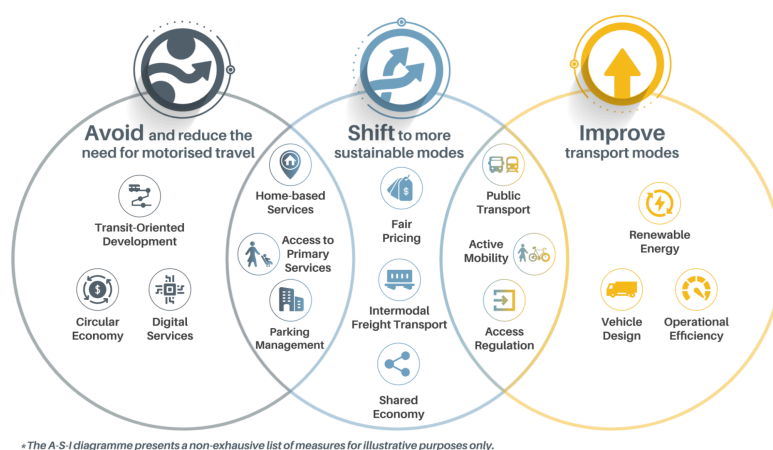 Avoid and reduce the
need for motorised travel
Shift to more
sustainable modes
Improve
transport modes
Transit-Oriented
Development
Circular
Economy
Digital
Services
Home-based
Services
Access to
Primary
Services
Parking
Management
Fair
Pricing
Intermodal
Freight Transport
Shared
Economy
Public
Transport
Active
Mobility
Access
Regulation
Renewable
Energy
Vehicle
Design
Operational
Efficiency
*The A-S-I diagramme presents a non-exhausive list of measures for illustrative purposes only.